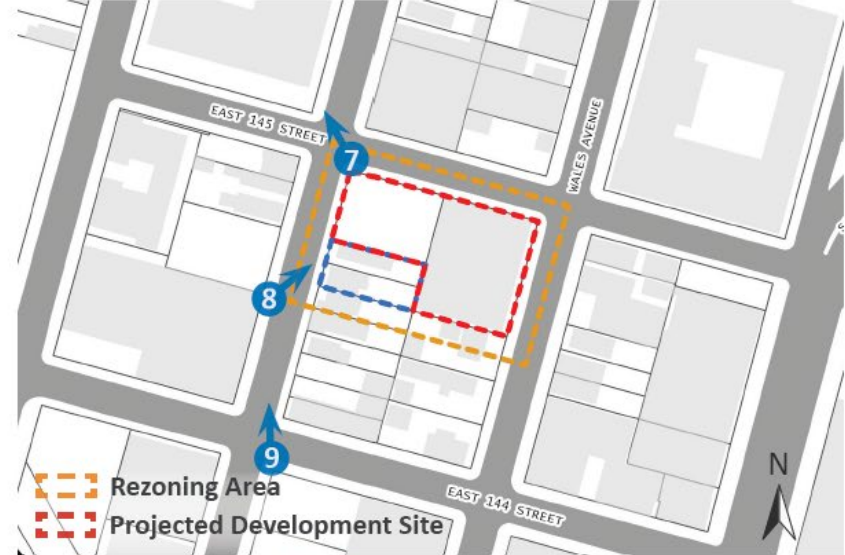 EAST 145 STREET
WALES AVENUE
7
8
9
N
EAST 144 STREET
Rezoning Area
Projected Development Site